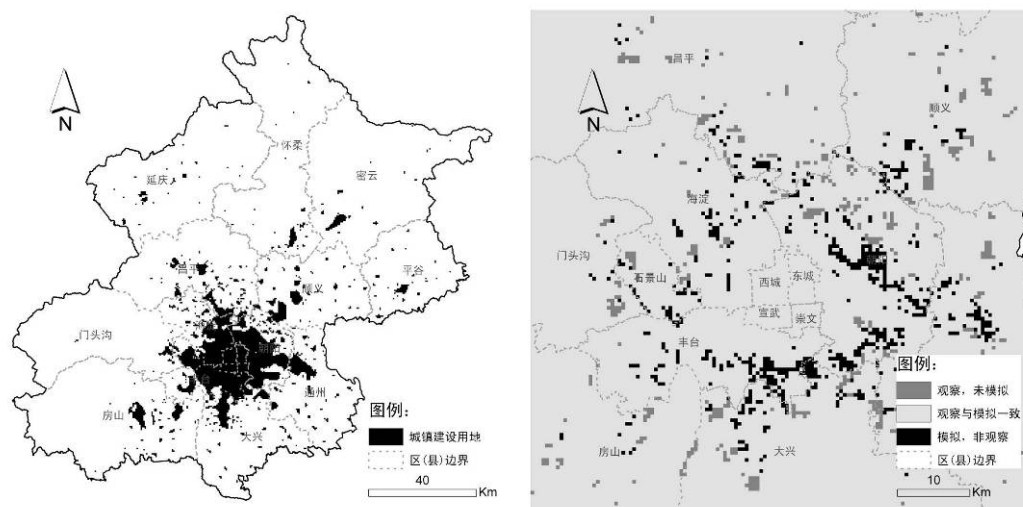 N
怀柔
延庆
密云
昌平
平谷
顺义
门头沟
通州
房山
大兴
图例：
城镇建设用地
区(县)边界
40
Km
N
昌平
顺义
海淀
门头沟
石景山
西城
东城
宣武
崇文
丰台
房山
大兴
图例：
观察，未模拟
观察与模拟一致
模拟，非观察
区(县)边界
10
Km